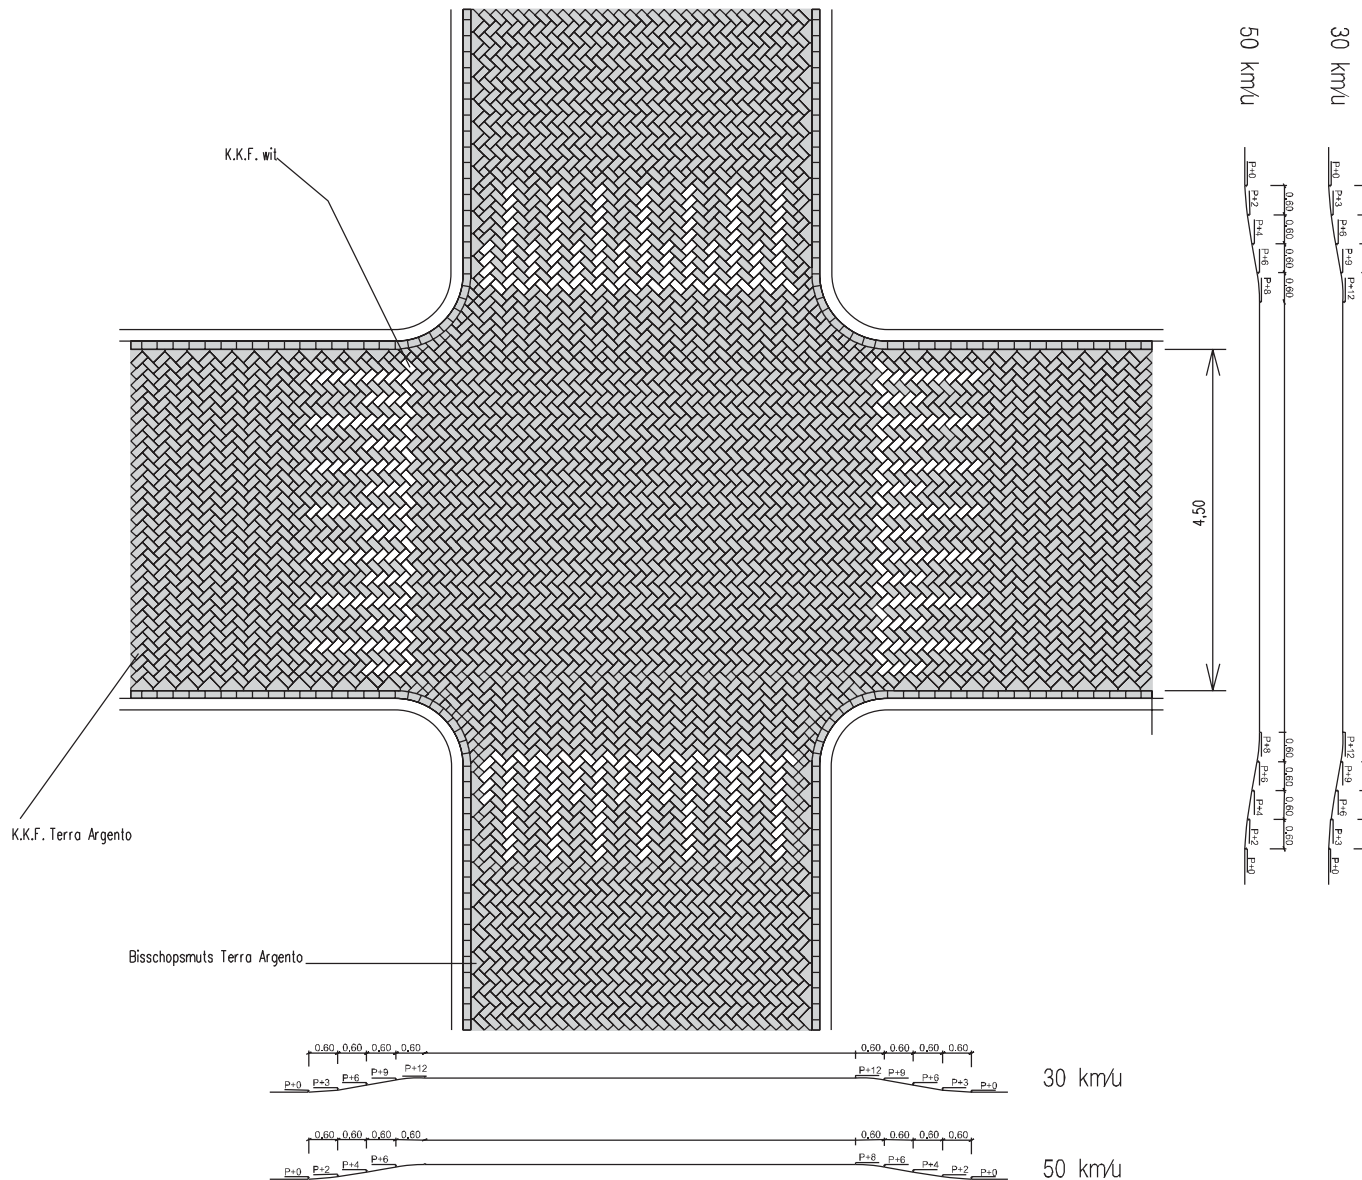 50 km/u
30 km/u
K.K.F. wit
P+0
P+2
P+4
P+6
P+8
0.60
0.60
0.60
0.60
P+0
P+3
P+6
P+9
P+12
4,50
P+8
P+6
P+4
P+2
P+0
0.60
0.60
0.60
0.60
P+12
P+9
P+6
P+3
P+0
K.K.F. Terra Argento
Bisschopsmuts Terra Argento
0.60 0.60 0.60 0.60 0.60 0.60 0.60 0.60
P+0 P+3 P+6 P+9 P+12 P+12 P+9 P+6 P+3 P+0
30 km/u
0.60 0.60 0.60 0.60 0.60 0.60 0.60 0.60
P+0 P+2 P+4 P+6 P+8 P+6 P+4 P+2 P+0
50 km/u